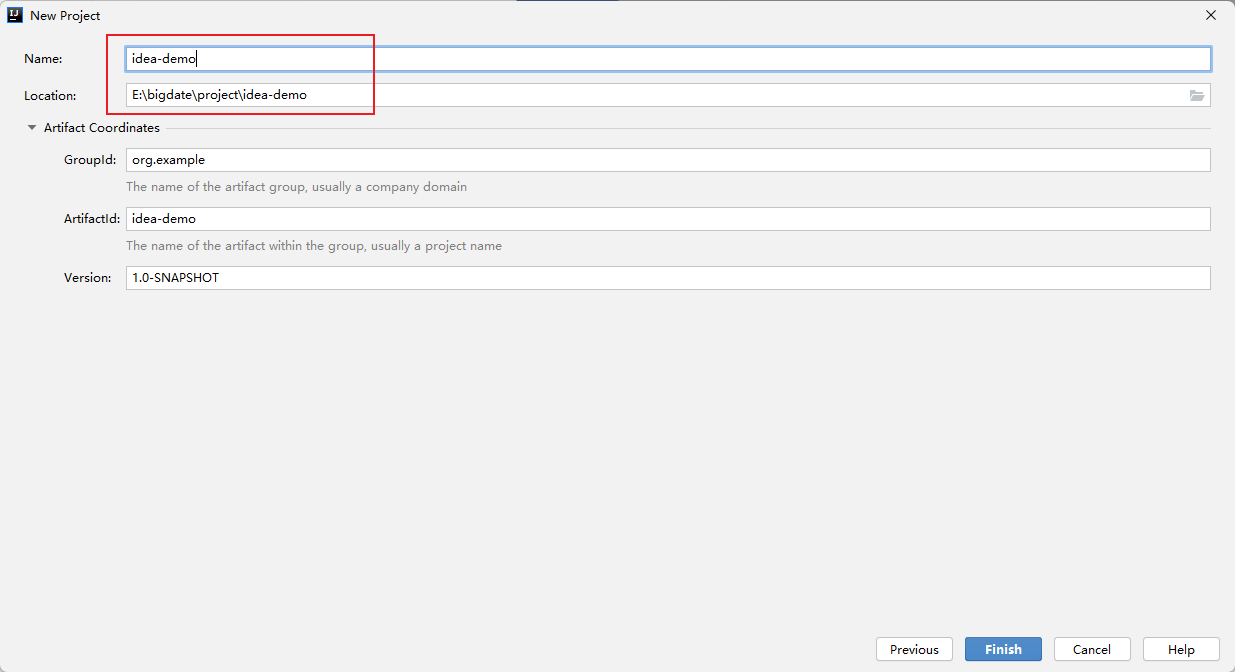 New Project
Name: idea-demo
Location: E:\bigdate\project\idea-demo
Artifact Coordinates
GroupId: org.example
The name of the artifact group, usually a company domain
ArtifactId: idea-demo
The name of the artifact within the group, usually a project name
Version: 1.0-SNAPSHOT
Previous Finish Cancel Help